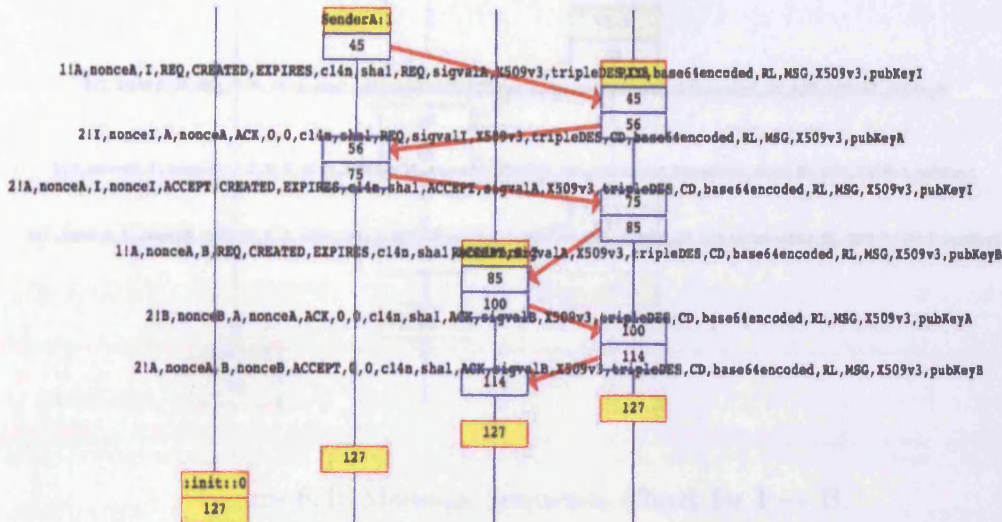 SenderA:1
45
1!A,nonceA,I,REQ,CREATED,EXPIRES,c14n,sha1,REQ,sigvalA,X509v3,tripleDES, base64encoded,RL,MSG,X509v3,pubKeyI
45
56
2!I,nonceI,A,nonceA,ACK,0,0,c14n,sha1,REQ,sigvalI,X509v3,tripleDES,CD,base64encoded,RL,MSG,X509v3,pubKeyA
56
75
2!A,nonceA,I,nonceI,ACCEPT,CREATED,EXPIRES,c14n,sha1,ACCEPT,sigvalA,X509v3,tripleDES,CD,base64encoded,RL,MSG,X509v3,pubKeyI
75
85
1!A,nonceA,B,REQ,CREATED,EXPIRES,c14n,sha1, sigvalA,X509v3,tripleDES,CD,base64encoded,RL,MSG,X509v3,pubKeyB
85
100
2!B,nonceB,A,nonceA,ACK,0,0,c14n,sha1,ACK,sigvalB,X509v3,tripleDES,CD,base64encoded,RL,MSG,X509v3,pubKeyA
100
114
2!A,nonceA,B,nonceB,ACCEPT,0,0,c14n,sha1,ACK,sigvalB,X509v3,tripleDES,CD,base64encoded,RL,MSG,X509v3,pubKeyB
114
127
127
127
:init::0
127